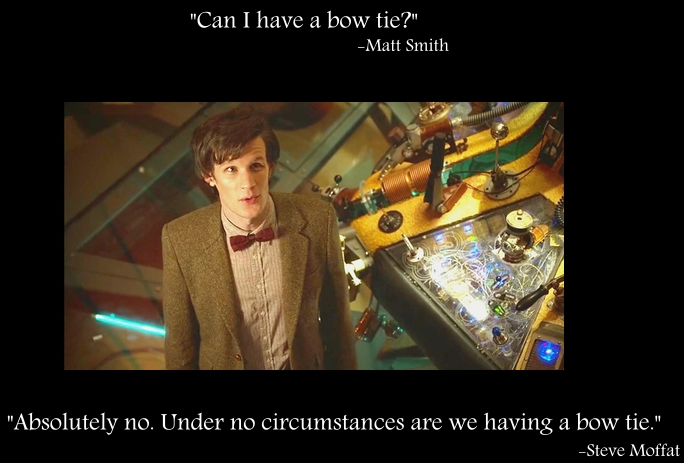 "Can I have a bow tie?"
-Matt Smith
"Absolutely no. Under no circumstances are we having a bow tie."
-Steve Moffat